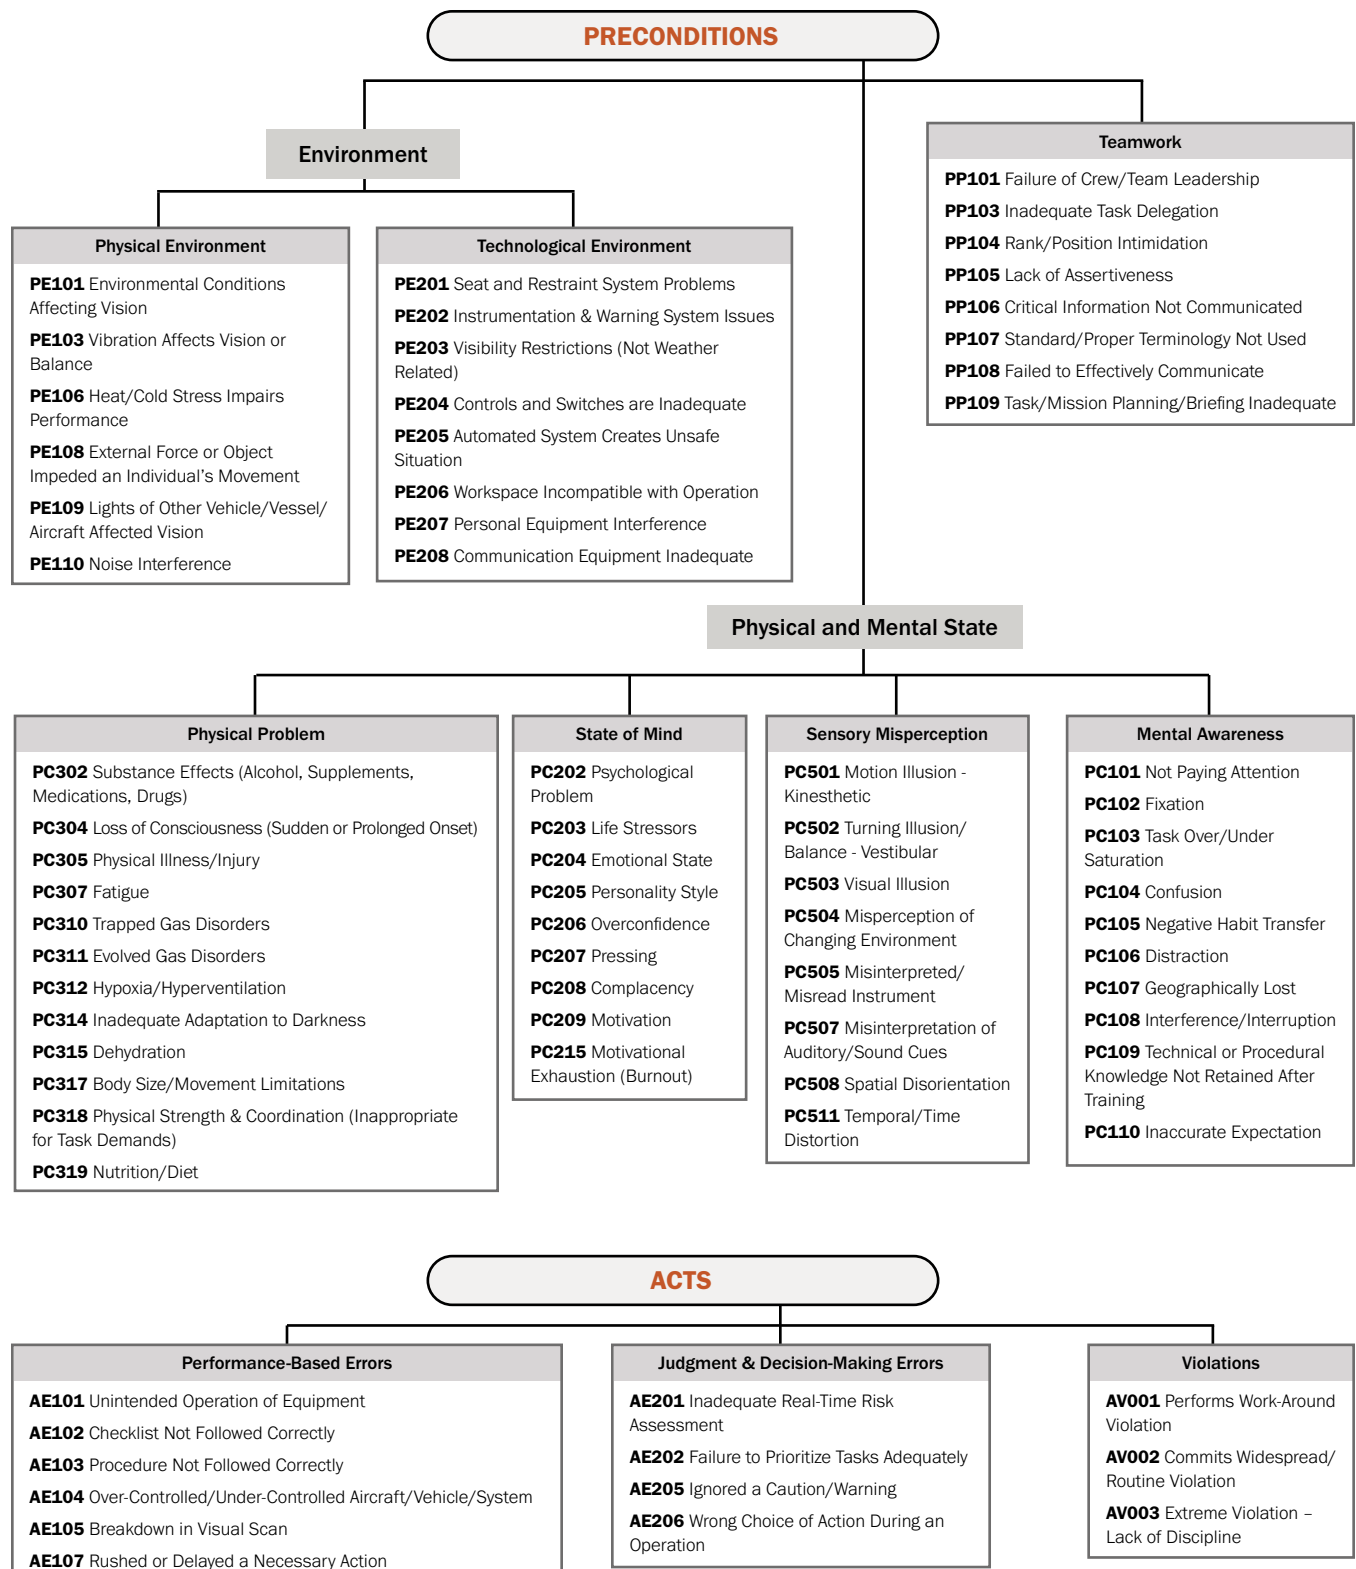 PRECONDITIONS
Environment
Physical Environment
PE101 Environmental Conditions
Affecting Vision
PE103 Vibration Affects Vision or
Balance
PE106 Heat/Cold Stress Impairs
Performance
PE108 External Force or Object
Impeded an Individual's Movement
PE109 Lights of Other Vehicle/Vessel/
Aircraft Affected Vision
PE110 Noise Interference
Technological Environment
PE201 Seat and Restraint System Problems
PE202 Instrumentation & Warning System Issues
PE203 Visibility Restrictions (Not Weather
Related)
PE204 Controls and Switches are Inadequate
PE205 Automated System Creates Unsafe
Situation
PE206 Workspace Incompatible with Operation
PE207 Personal Equipment Interference
PE208 Communication Equipment Inadequate
Teamwork
PP101 Failure of Crew/Team Leadership
PP103 Inadequate Task Delegation
PP104 Rank/Position Intimidation
PP105 Lack of Assertiveness
PP106 Critical Information Not Communicated
PP107 Standard/Proper Terminology Not Used
PP108 Failed to Effectively Communicate
PP109 Task/Mission Planning/Briefing Inadequate
Physical and Mental State
Physical Problem
PC302 Substance Effects (Alcohol, Supplements,
Medications, Drugs)
PC304 Loss of Consciousness (Sudden or Prolonged Onset)
PC305 Physical Illness/Injury
PC307 Fatigue
PC310 Trapped Gas Disorders
PC311 Evolved Gas Disorders
PC312 Hypoxia/Hyperventilation
PC314 Inadequate Adaptation to Darkness
PC315 Dehydration
PC317 Body Size/Movement Limitations
PC318 Physical Strength & Coordination (Inappropriate
for Task Demands)
PC319 Nutrition/Diet
State of Mind
PC202 Psychological
Problem
PC203 Life Stressors
PC204 Emotional State
PC205 Personality Style
PC206 Overconfidence
PC207 Pressing
PC208 Complacency
PC209 Motivation
PC215 Motivational
Exhaustion (Burnout)
Sensory Misperception
PC501 Motion Illusion -
Kinesthetic
PC502 Turning Illusion/
Balance - Vestibular
PC503 Visual Illusion
PC504 Misperception of
Changing Environment
PC505 Misinterpreted/
Misread Instrument
PC507 Misinterpretation of
Auditory/Sound Cues
PC508 Spatial Disorientation
PC511 Temporal/Time
Distortion
Mental Awareness
PC101 Not Paying Attention
PC102 Fixation
PC103 Task Over/Under
Saturation
PC104 Confusion
PC105 Negative Habit Transfer
PC106 Distraction
PC107 Geographically Lost
PC108 Interference/Interruption
PC109 Technical or Procedural
Knowledge Not Retained After
Training
PC110 Inaccurate Expectation
ACTS
Performance-Based Errors
AE101 Unintended Operation of Equipment
AE102 Checklist Not Followed Correctly
AE103 Procedure Not Followed Correctly
AE104 Over-Controlled/Under-Controlled Aircraft/Vehicle/System
AE105 Breakdown in Visual Scan
AE107 Rushed or Delayed a Necessary Action
Judgment & Decision-Making Errors
AE201 Inadequate Real-Time Risk
Assessment
AE202 Failure to Prioritize Tasks Adequately
AE205 Ignored a Caution/Warning
AE206 Wrong Choice of Action During an
Operation
Violations
AV001 Performs Work-Around
Violation
AV002 Commits Widespread/
Routine Violation
AV003 Extreme Violation –
Lack of Discipline